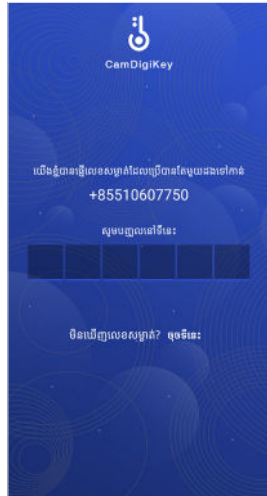 CamDigiKey
យើងខ្ញុំបានផ្ញើលេខសម្ងាត់ដែលប្រើបានតែមួយដងទៅកាន់
+85510607750
សូមបញ្ចូលនៅទីនេះ
មិនឃើញលេខសម្ងាត់? ចុចទីនេះ